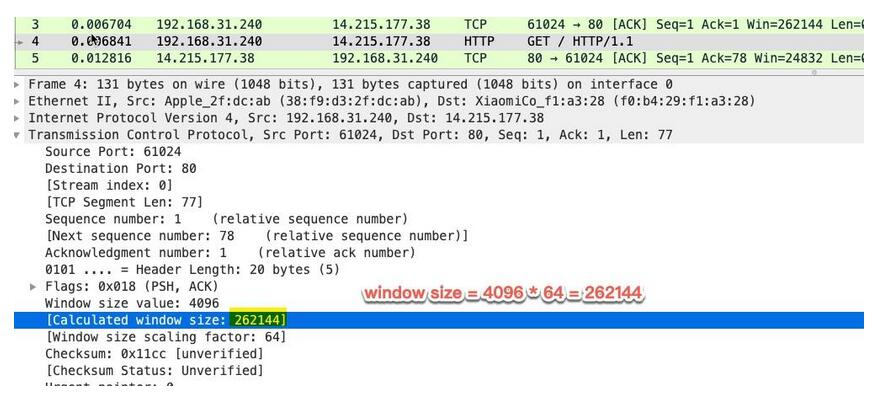 3 0.006704 192.168.31.240 14.215.177.38 TCP 61024 → 80 [ACK] Seq=1 Ack=1 Win=262144 Len=
4 0.006841 192.168.31.240 14.215.177.38 HTTP GET / HTTP/1.1
5 0.012816 14.215.177.38 192.168.31.240 TCP 80 → 61024 [ACK] Seq=1 Ack=78 Win=24832 Len=
Frame 4: 131 bytes on wire (1048 bits), 131 bytes captured (1048 bits) on interface 0
Ethernet II, Src: Apple_2f:dc:ab (38:f9:d3:2f:dc:ab), Dst: XiaomiCo_f1:a3:28 (f0:b4:29:f1:a3:28)
Internet Protocol Version 4, Src: 192.168.31.240, Dst: 14.215.177.38
Transmission Control Protocol, Src Port: 61024, Dst Port: 80, Seq: 1, Ack: 1, Len: 77
Source Port: 61024
Destination Port: 80
[Stream index: 0]
[TCP Segment Len: 77]
Sequence number: 1 (relative sequence number)
[Next sequence number: 78 (relative sequence number)]
Acknowledgment number: 1 (relative ack number)
0101 .... = Header Length: 20 bytes (5)
Flags: 0x018 (PSH, ACK)
window size = 4096 * 64 = 262144
Window size value: 4096
[Calculated window size: 262144]
[Window size scaling factor: 64]
Checksum: 0x11cc [unverified]
[Checksum Status: Unverified]